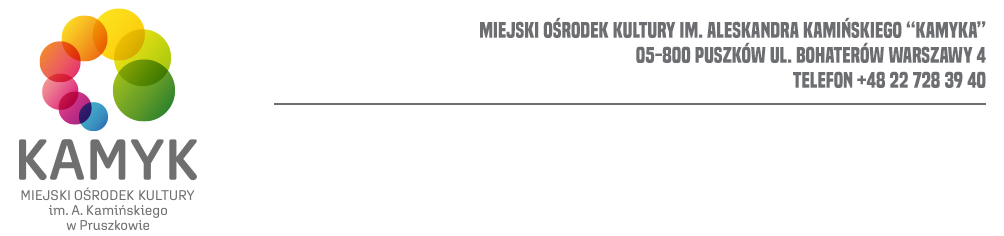 MIEJSKI OŚRODEK KULTURY IM. ALESKANDRA KAMIŃSKIEGO “KAMYKA”
05-800 PUSZKÓW UL. BOHATERÓW WARSZAWY 4
TELEFON +48 22 728 39 40
KAMYK
MIEJSKI OŚRODEK KULTURY
im. A. Kamińskiego
w Pruszkowie